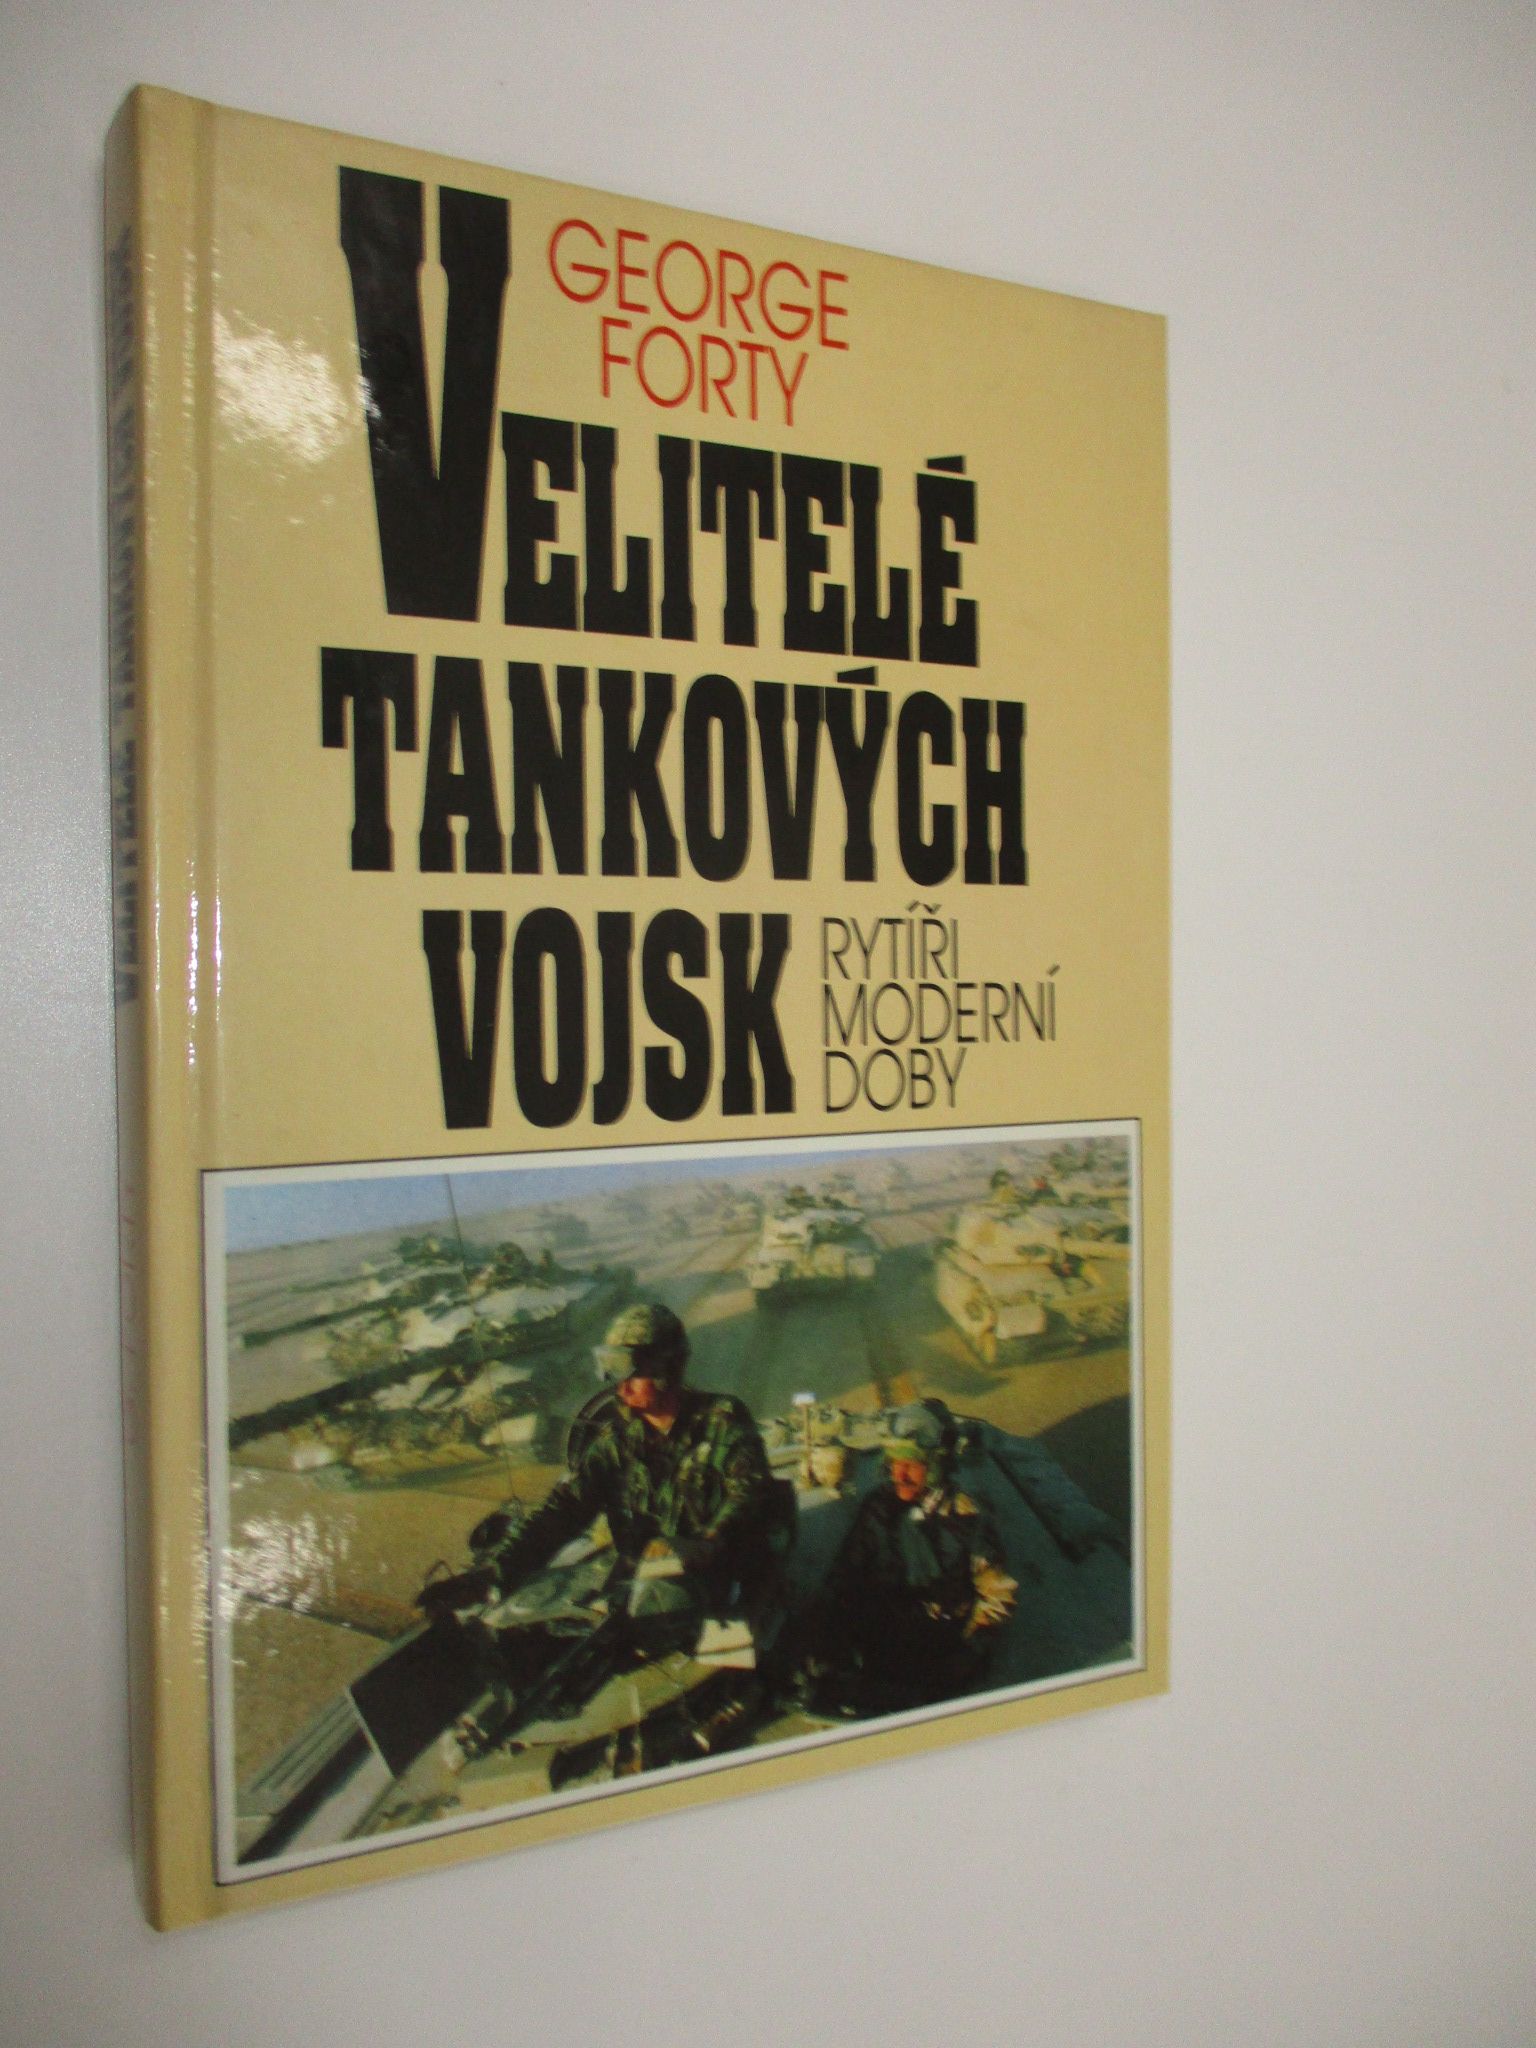 GEORGE
FORTY
VELITELÉ
TANKOVÝCH
VOJSK
RYTÍŘI
MODERNÍ
DOBY